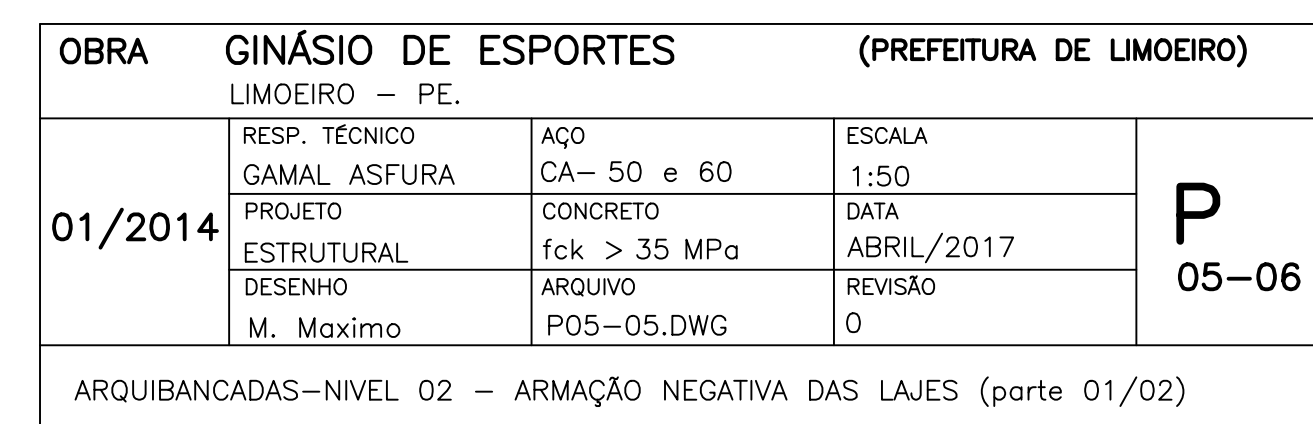 OBRA GINÁSIO DE ESPORTES (PREFEITURA DE LIMOEIRO)
LIMOEIRO – PE.
01/2014
RESP. TÉCNICO
GAMAL ASFURA
AÇO
CA– 50 e 60
ESCALA
1:50
PROJETO
ESTRUTURAL
CONCRETO
fck > 35 MPa
DATA
ABRIL/2017
DESENHO
M. Maximo
ARQUIVO
P05–05.DWG
REVISÃO
0
P
05–06
ARQUIBANCADAS–NIVEL 02 – ARMAÇÃO NEGATIVA DAS LAJES (parte 01/02)